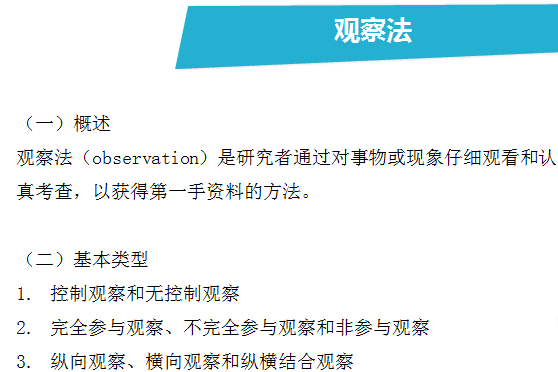 观察法
（一）概述
观察法（observation）是研究者通过对事物或现象仔细观看和认
真考查，以获得第一手资料的方法。
（二）基本类型
1. 控制观察和无控制观察
2. 完全参与观察、不完全参与观察和非参与观察
3. 纵向观察、横向观察和纵横结合观察